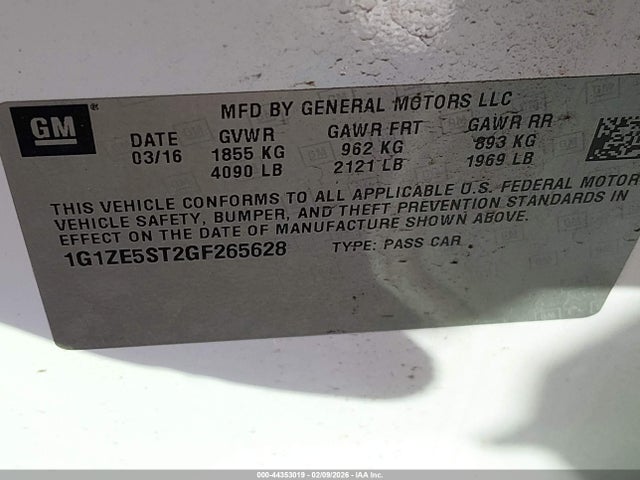 GM ® MFD BY GENERAL MOTORS LLC
DATE GVWR GAWR FRT GAWR RR
03/16 1855 KG 962 KG 893 KG
4090 LB 2121 LB 1969 LB
THIS VEHICLE CONFORMS TO ALL APPLICABLE U.S. FEDERAL MOTOR
VEHICLE SAFETY, BUMPER, AND THEFT PREVENTION STANDARDS IN
EFFECT ON THE DATE OF MANUFACTURE SHOWN ABOVE.
1G1ZE5ST2GF265628 TYPE: PASS CAR
000-44353019 - 02/09/2026 - IAA Inc.